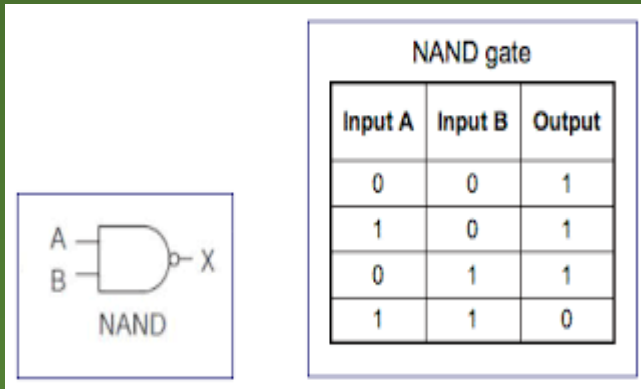 A
B
X
NAND
NAND gate
Input A Input B Output
0 0 1
1 0 1
0 1 1
1 1 0